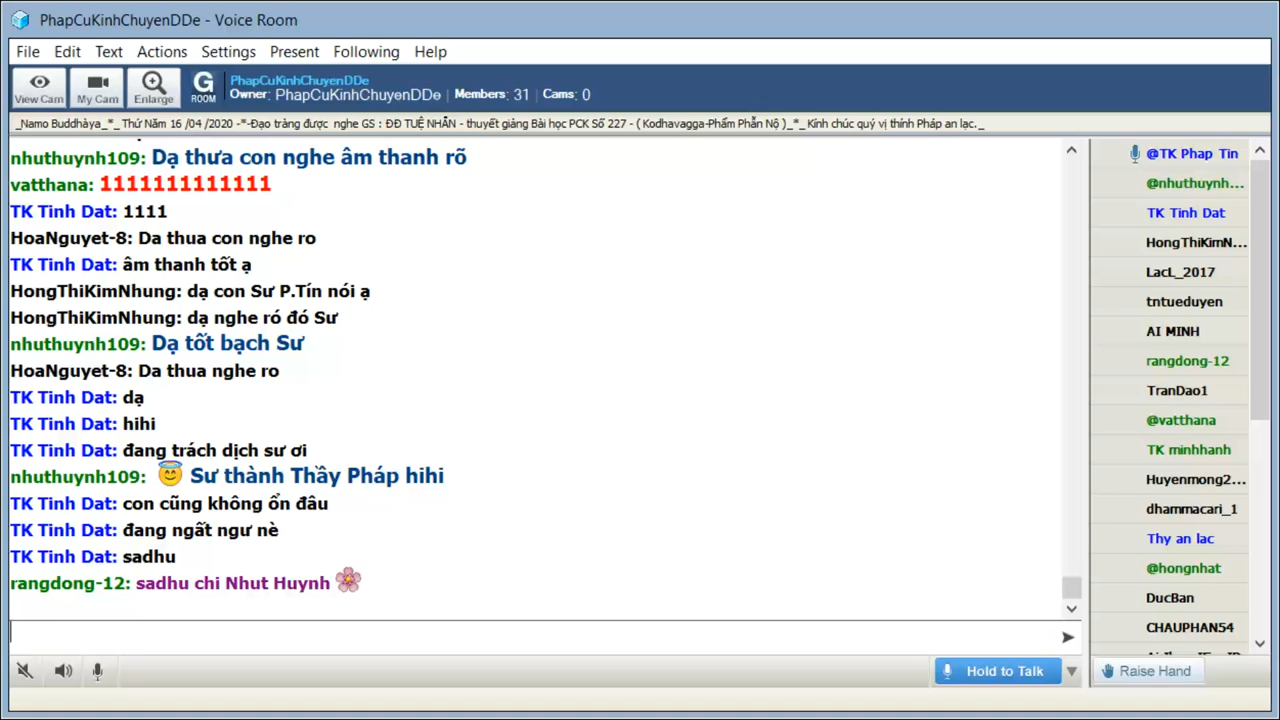 PhapCuKinhChuyenDDe - Voice Room
File Edit Text Actions Settings Present Following Help
View Cam My Cam Enlarge G ROOM
PhapCuKinhChuyenDDe
Owner: PhapCuKinhChuyenDDe Members: 31 Cams: 0
_Namo Buddhàya_*_ Thứ Năm 16 /04 /2020 -*-Đạo tràng được nghe GS : ĐĐ TUỆ NHẪN - thuyết giảng Bài học PCK Số 227 - ( Kodhavagga-Phẩm Phẫn Nộ )_*_ Kính chúc quý vị thính Pháp an lạc._
nhuthuynh109: Dạ thưa con nghe âm thanh rõ
vatthana: 1111111111111
TK Tinh Dat: 1111
HoaNguyet-8: Da thua con nghe ro
TK Tinh Dat: âm thanh tốt ạ
HongThiKimNhung: dạ con Sư P.Tín nói ạ
HongThiKimNhung: dạ nghe ró đó Sư
nhuthuynh109: Dạ tốt bạch Sư
HoaNguyet-8: Da thua nghe ro
TK Tinh Dat: dạ
TK Tinh Dat: hihi
TK Tinh Dat: đang trách dịch sư ơi
nhuthuynh109: 😇 Sư thành Thầy Pháp hihi
TK Tinh Dat: con cũng không ổn đâu
TK Tinh Dat: đang ngất ngư nè
TK Tinh Dat: sadhu
rangdong-12: sadhu chi Nhut Huynh 🌸
@TK Phap Tin
@nhuthuynh...
TK Tinh Dat
HongThiKimN...
LacL_2017
tntueduyen
AI MINH
rangdong-12
TranDao1
@vatthana
TK minhhanh
Huyenmong2...
dhammacari_1
Thy an lac
@hongnhat
DucBan
CHAUPHAN54
Hold to Talk
Raise Hand